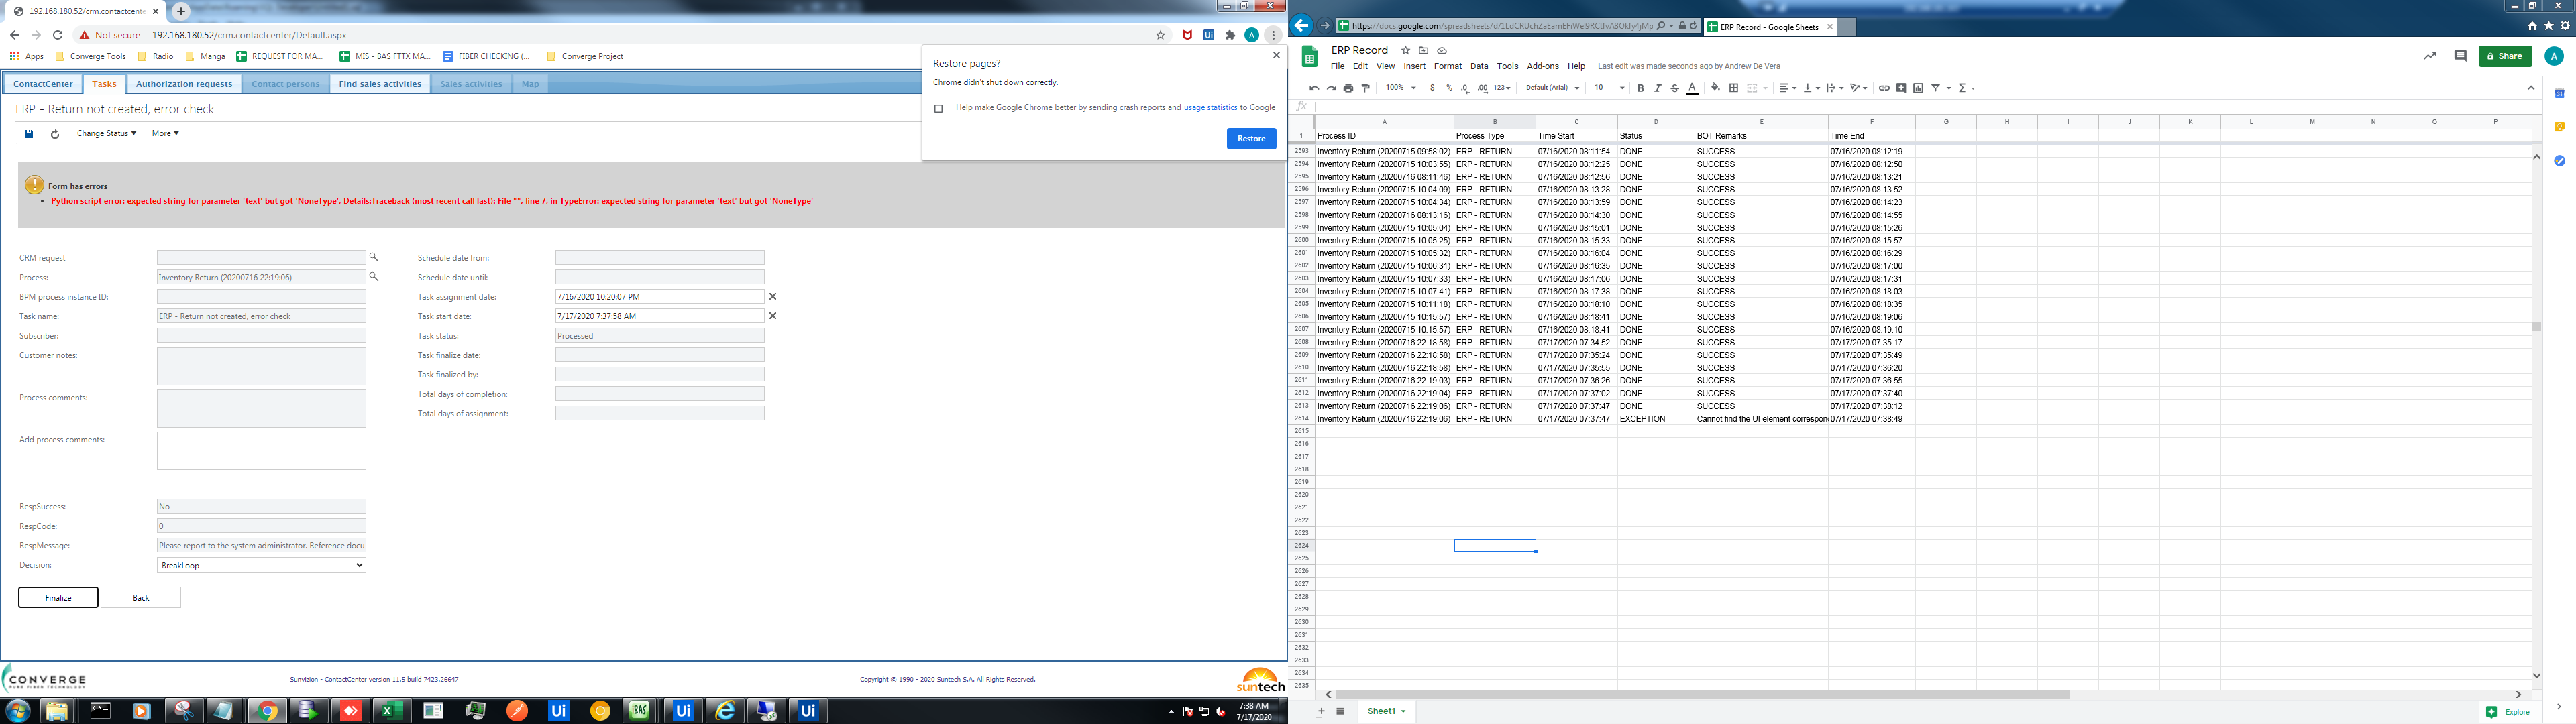 192.168.180.52/crm.contactcenter
Not secure | 192.168.180.52/crm.contactcenter/Default.aspx
Apps Converge Tools Radio Manga REQUEST FOR MA... MIS - BAS FTTX MA... FIBER CHECKING (... Converge Project
Restore pages?
Chrome didn't shut down correctly.
Help make Google Chrome better by sending crash reports and usage statistics to Google
Restore
ContactCenter Tasks Authorization requests Contact persons Find sales activities Sales activities Map
ERP - Return not created, error check
Change Status More
Form has errors
Python script error: expected string for parameter 'text' but got 'NoneType', Details:Traceback (most recent call last): File "", line 7, in TypeError: expected string for parameter 'text' but got 'NoneType'
CRM request
Schedule date from:
Process: Inventory Return (20200716 22:19:06)
Schedule date until:
BPM process instance ID:
Task assignment date: 7/16/2020 10:20:07 PM
Task name: ERP - Return not created, error check
Task start date: 7/17/2020 7:37:58 AM
Subscriber:
Task status: Processed
Customer notes:
Task finalize date:
Task finalized by:
Process comments:
Total days of completion:
Total days of assignment:
Add process comments:
RespSuccess: No
RespCode: 0
RespMessage: Please report to the system administrator. Reference docu
Decision: BreakLoop
Finalize Back
CONVERGE
PURE FIBER TECHNOLOGY
Sunvizion - ContactCenter version 11.5 build 7423.26647
Copyright © 1990 - 2020 Suntech S.A. All Rights Reserved.
suntech
7:38 AM
7/17/2020
ERP Record - Google Sheets
ERP Record
File Edit View Insert Format Data Tools Add-ons Help Last edit was made seconds ago by Andrew De Vera
Share
100% $ % .0 .00 123 Default (Arial) 10
A B C D E F G H I J K L M N O P
1 Process ID Process Type Time Start Status BOT Remarks Time End
2593 Inventory Return (20200715 09:58:02) ERP - RETURN 07/16/2020 08:11:54 DONE SUCCESS 07/16/2020 08:12:19
2594 Inventory Return (20200715 10:03:55) ERP - RETURN 07/16/2020 08:12:25 DONE SUCCESS 07/16/2020 08:12:50
2595 Inventory Return (20200716 08:11:46) ERP - RETURN 07/16/2020 08:12:56 DONE SUCCESS 07/16/2020 08:13:21
2596 Inventory Return (20200715 10:04:09) ERP - RETURN 07/16/2020 08:13:28 DONE SUCCESS 07/16/2020 08:13:52
2597 Inventory Return (20200715 10:04:34) ERP - RETURN 07/16/2020 08:13:59 DONE SUCCESS 07/16/2020 08:14:23
2598 Inventory Return (20200716 08:13:16) ERP - RETURN 07/16/2020 08:14:30 DONE SUCCESS 07/16/2020 08:14:55
2599 Inventory Return (20200715 10:05:04) ERP - RETURN 07/16/2020 08:15:01 DONE SUCCESS 07/16/2020 08:15:26
2600 Inventory Return (20200715 10:05:25) ERP - RETURN 07/16/2020 08:15:33 DONE SUCCESS 07/16/2020 08:15:57
2601 Inventory Return (20200715 10:05:32) ERP - RETURN 07/16/2020 08:16:04 DONE SUCCESS 07/16/2020 08:16:29
2602 Inventory Return (20200715 10:06:31) ERP - RETURN 07/16/2020 08:16:35 DONE SUCCESS 07/16/2020 08:17:00
2603 Inventory Return (20200715 10:07:33) ERP - RETURN 07/16/2020 08:17:06 DONE SUCCESS 07/16/2020 08:17:31
2604 Inventory Return (20200715 10:07:41) ERP - RETURN 07/16/2020 08:17:38 DONE SUCCESS 07/16/2020 08:18:03
2605 Inventory Return (20200715 10:11:18) ERP - RETURN 07/16/2020 08:18:10 DONE SUCCESS 07/16/2020 08:18:35
2606 Inventory Return (20200715 10:15:57) ERP - RETURN 07/16/2020 08:18:41 DONE SUCCESS 07/16/2020 08:19:06
2607 Inventory Return (20200715 10:15:57) ERP - RETURN 07/16/2020 08:18:41 DONE SUCCESS 07/16/2020 08:19:10
2608 Inventory Return (20200716 22:18:58) ERP - RETURN 07/17/2020 07:34:52 DONE SUCCESS 07/17/2020 07:35:17
2609 Inventory Return (20200716 22:18:58) ERP - RETURN 07/17/2020 07:35:24 DONE SUCCESS 07/17/2020 07:35:49
2610 Inventory Return (20200716 22:18:58) ERP - RETURN 07/17/2020 07:35:55 DONE SUCCESS 07/17/2020 07:36:20
2611 Inventory Return (20200716 22:19:03) ERP - RETURN 07/17/2020 07:36:26 DONE SUCCESS 07/17/2020 07:36:55
2612 Inventory Return (20200716 22:19:04) ERP - RETURN 07/17/2020 07:37:02 DONE SUCCESS 07/17/2020 07:37:40
2613 Inventory Return (20200716 22:19:06) ERP - RETURN 07/17/2020 07:37:47 DONE SUCCESS 07/17/2020 07:38:12
2614 Inventory Return (20200716 22:19:06) ERP - RETURN 07/17/2020 07:37:47 EXCEPTION Cannot find the UI element correspon 07/17/2020 07:38:49
2615
2616
2617
2618
2619
2620
2621
2622
2623
2624
2625
2626
2627
2628
2629
2630
2631
2632
2633
2634
2635
Sheet1
Explore